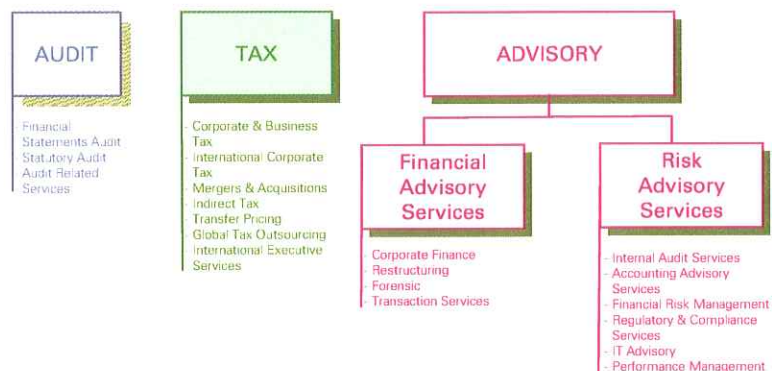 AUDIT
Financial
Statements Audit
Statutory Audit
Audit Related
Services
TAX
- Corporate & Business
Tax
- International Corporate
Tax
- Mergers & Acquisitions
- Indirect Tax
- Transfer Pricing
- Global Tax Outsourcing
- International Executive
Services
ADVISORY
Financial
Advisory
Services
- Corporate Finance
- Restructuring
- Forensic
- Transaction Services
Risk
Advisory
Services
- Internal Audit Services
- Accounting Advisory
Services
- Financial Risk Management
- Regulatory & Compliance
Services
- IT Advisory
- Performance Management